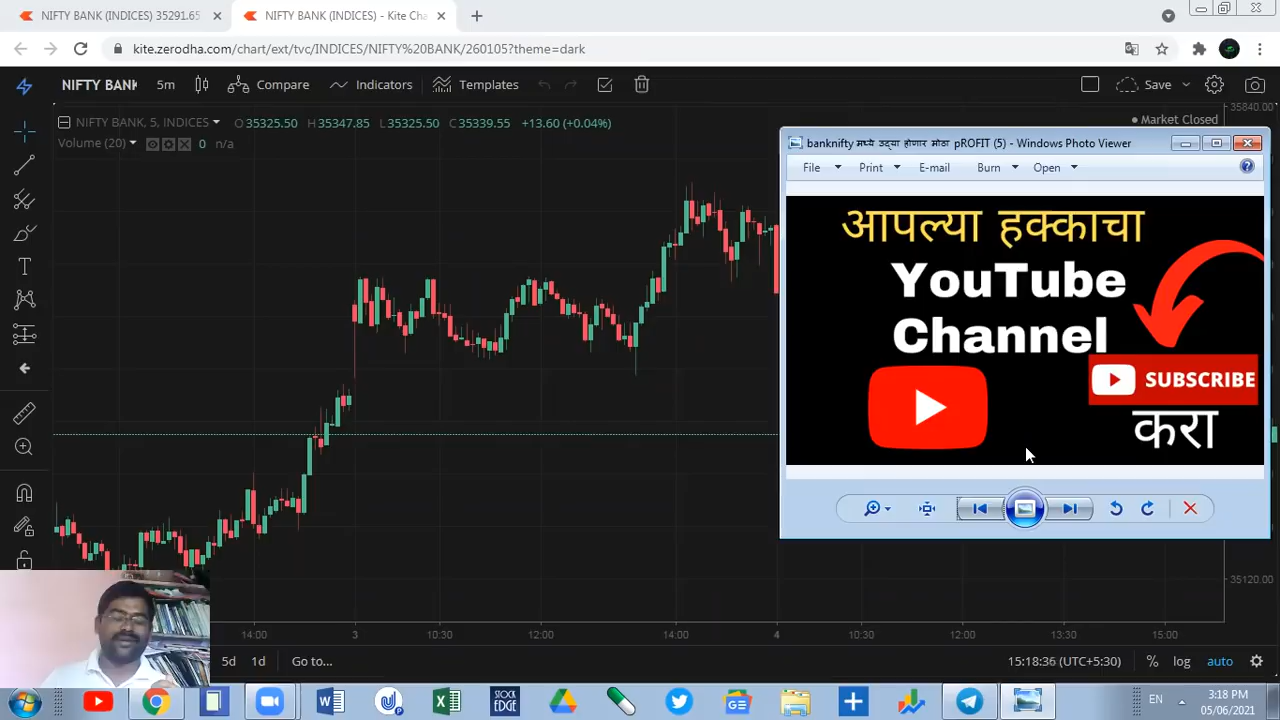 NIFTY BANK (INDICES) 35291.65
NIFTY BANK (INDICES) - Kite Cha
kite.zerodha.com/chart/ext/tvc/INDICES/NIFTY%20BANK/260105?theme=dark
NIFTY BANK 5m Compare Indicators Templates Save
NIFTY BANK, 5, INDICES O35325.50 H35347.85 L35325.50 C35339.55 +13.60 (+0.04%)
Volume (20) 0 n/a
35840.00
Market Closed
banknifty मध्ये उद्या होणार मोठा pROFIT (5) - Windows Photo Viewer
File Print E-mail Burn Open
आपल्या हक्काचा
YouTube
Channel
SUBSCRIBE
करा
35120.00
14:00 3 10:30 12:00 14:00 4 10:30 12:00 13:30 15:00
5d 1d Go to... 15:18:36 (UTC+5:30) % log auto
STOCK
EDGE
EN
3:18 PM
05/06/2021